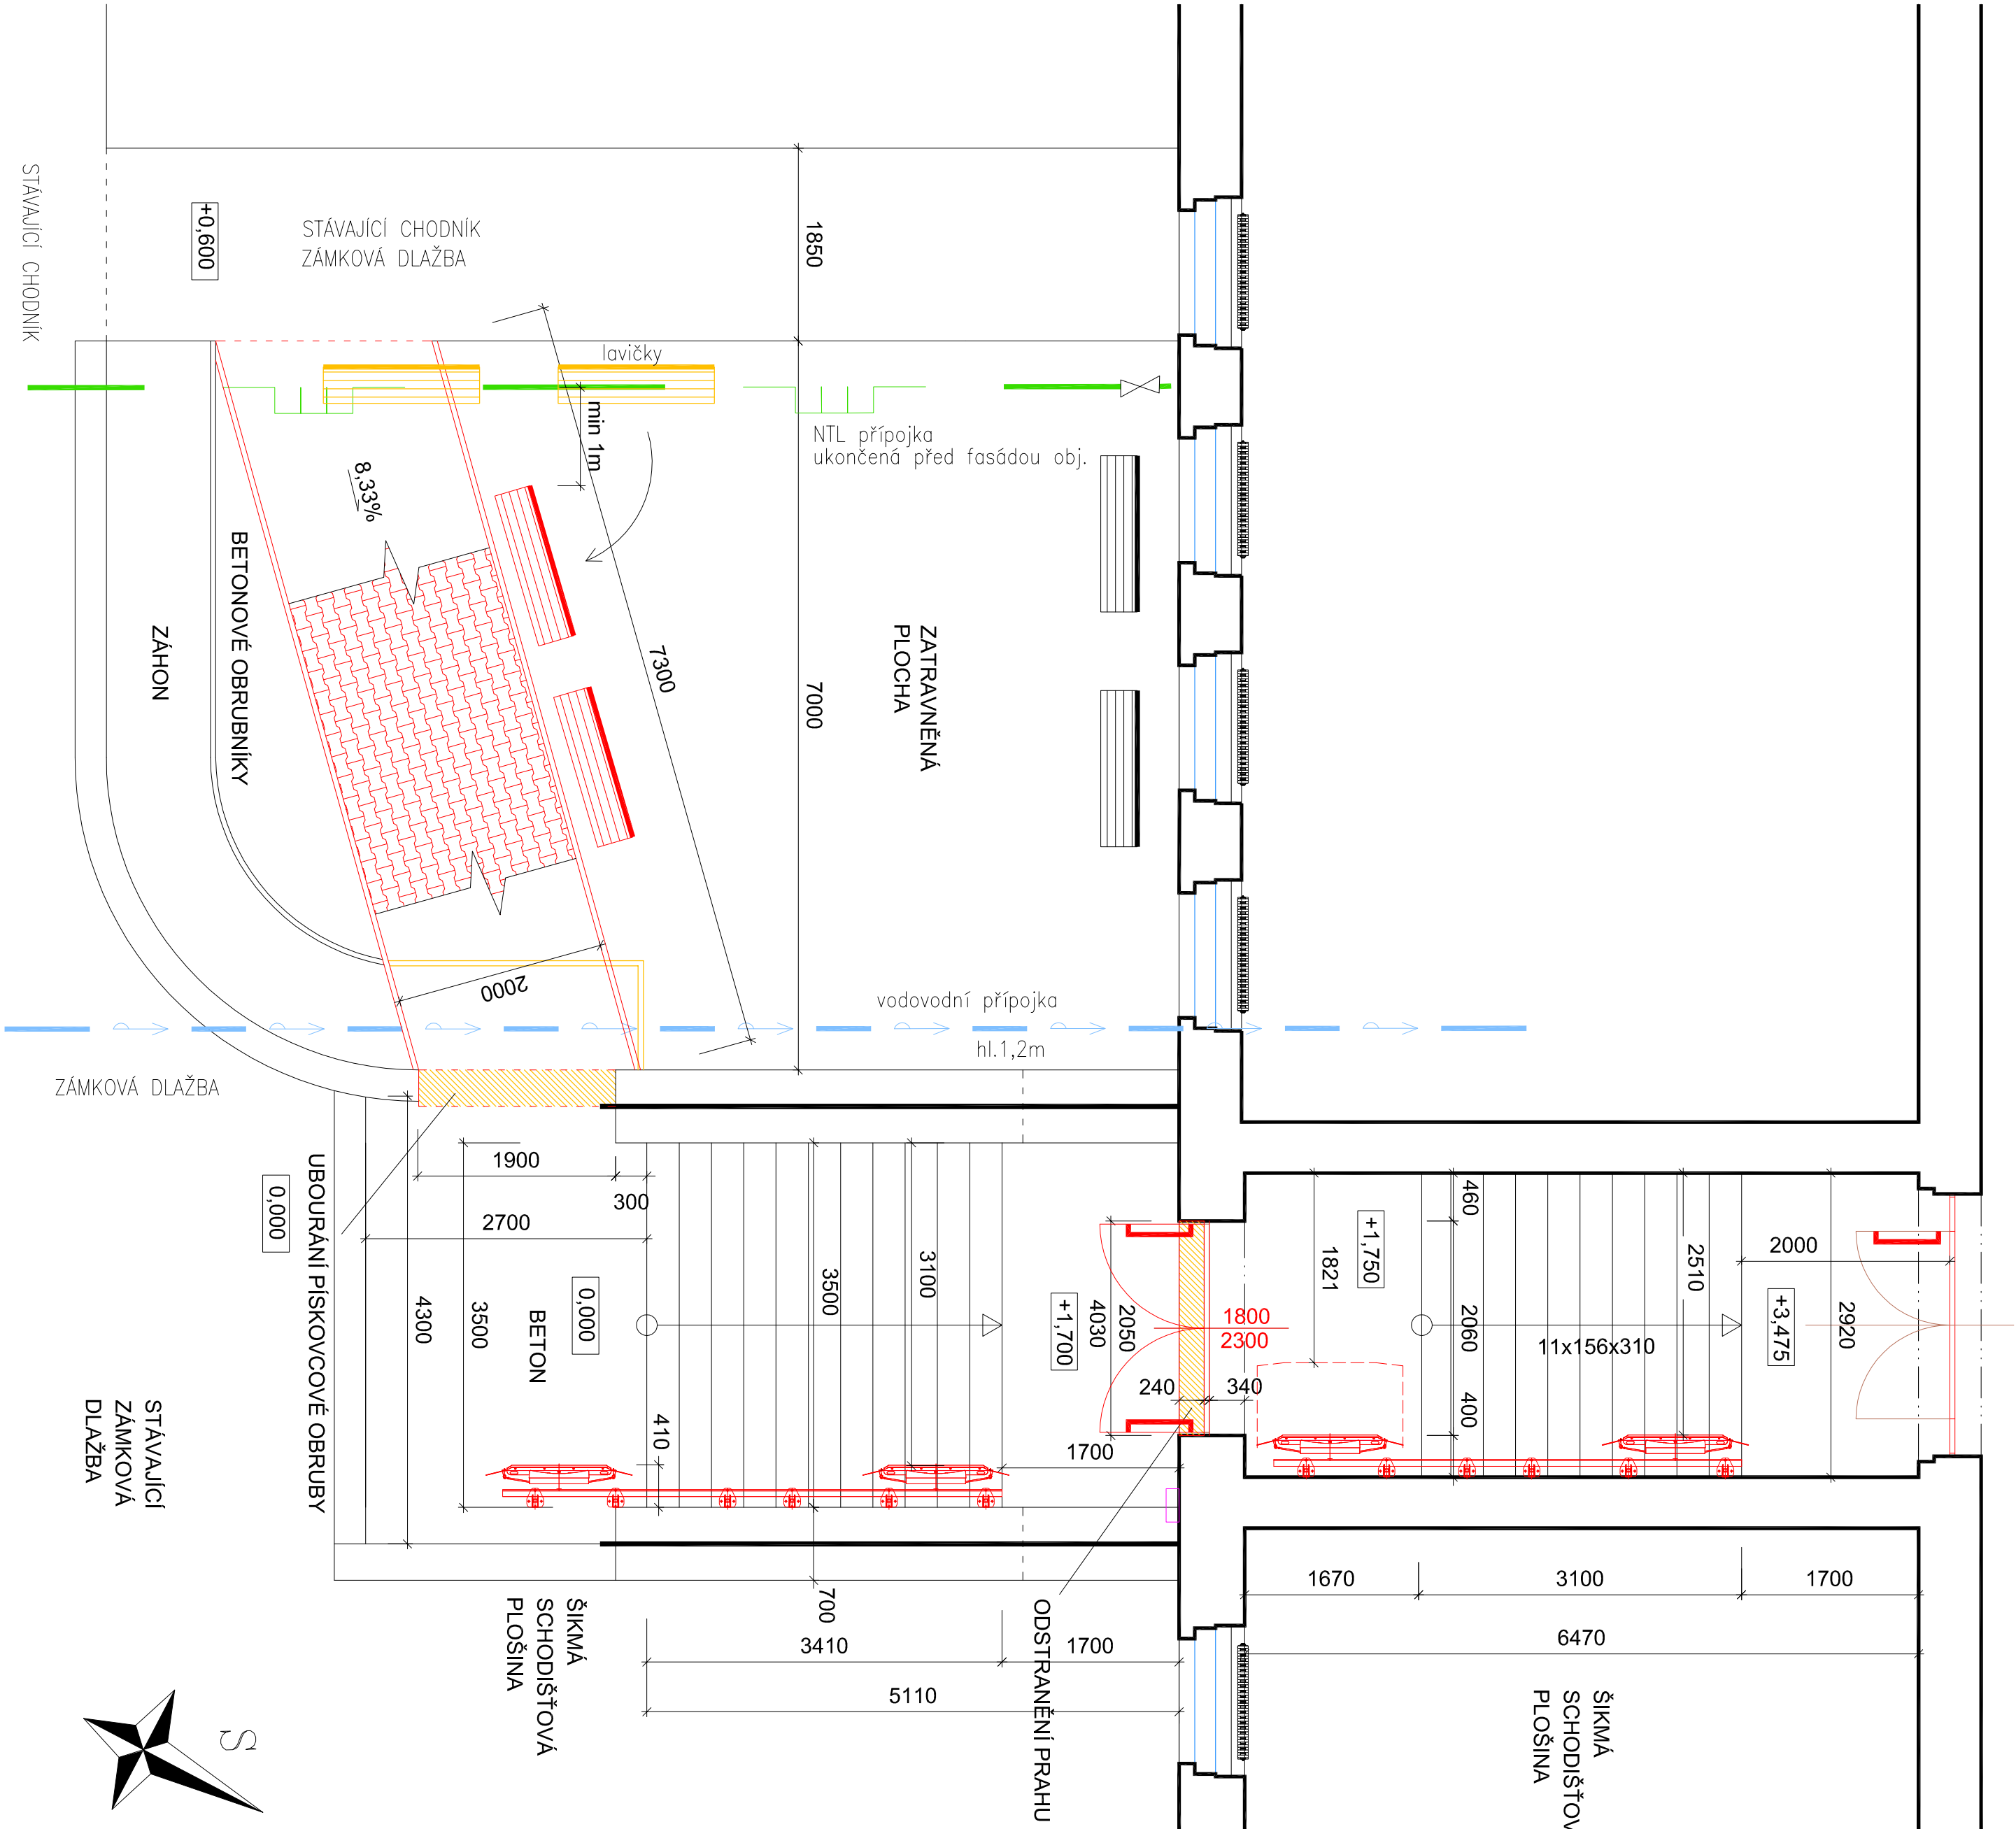 STÁVAJÍCÍ CHODNÍK
+0,600
STÁVAJÍCÍ CHODNÍK
ZÁMKOVÁ DLAŽBA
1850
lavičky
min 1m
NTL přípojka
ukončená před fasádou obj.
8,33%
BETONOVÉ OBRUBNÍKY
ZÁHON
7300
7000
ZATRAVNĚNÁ
PLOCHA
2000
vodovodní přípojka
hl.1,2m
ZÁMKOVÁ DLAŽBA
UBOURÁNÍ PÍSKOVCOVÉ OBRUBY
0,000
1900
300
2700
4300
3500
BETON
0,000
3500
3100
410
+1,700
4030
2050
1800
2300
240
340
1700
1821
+1,750
460
2060
400
11x156x310
2510
2000
+3,475
2920
STÁVAJÍCÍ
ZÁMKOVÁ
DLAŽBA
ŠIKMÁ
SCHODIŠŤOVÁ
PLOŠINA
700
3410
1700
5110
ODSTRANĚNÍ PRAHU
1670
3100
1700
6470
ŠIKMÁ
SCHODIŠŤOV
PLOŠINA
S